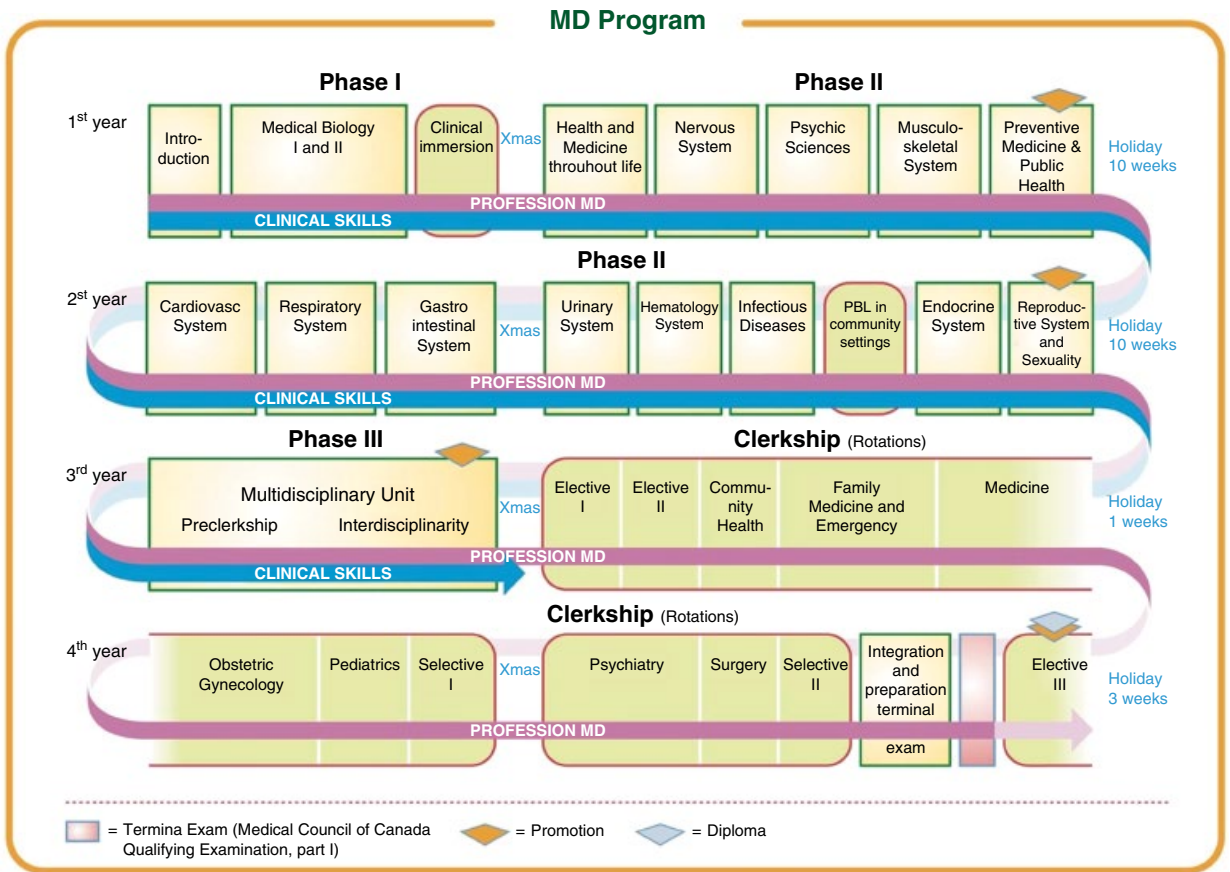 MD Program
Phase I
Phase II
1st year
Intro-
duction
Medical Biology
I and II
Clinical
immersion
Xmas
Health and
Medicine
throuhout life
Nervous
System
Psychic
Sciences
Musculo-
skeletal
System
Preventive
Medicine &
Public
Health
Holiday
10 weeks
PROFESSION MD
CLINICAL SKILLS
Phase II
2st year
Cardiovasc
System
Respiratory
System
Gastro
intestinal
System
Xmas
Urinary
System
Hematology
System
Infectious
Diseases
PBL in
community
settings
Endocrine
System
Reproduc-
tive System
and
Sexuality
Holiday
10 weeks
PROFESSION MD
CLINICAL SKILLS
Phase III
Clerkship (Rotations)
3rd year
Multidisciplinary Unit
Preclerkship
Interdisciplinarity
Xmas
Elective
I
Elective
II
Commu-
nity
Health
Family
Medicine and
Emergency
Medicine
Holiday
1 weeks
PROFESSION MD
CLINICAL SKILLS
Clerkship (Rotations)
4th year
Obstetric
Gynecology
Pediatrics
Selective
I
Xmas
Psychiatry
Surgery
Selective
II
Integration
and
preparation
terminal
exam
Elective
III
Holiday
3 weeks
PROFESSION MD
= Termina Exam (Medical Council of Canada
Qualifying Examination, part I)
= Promotion
= Diploma